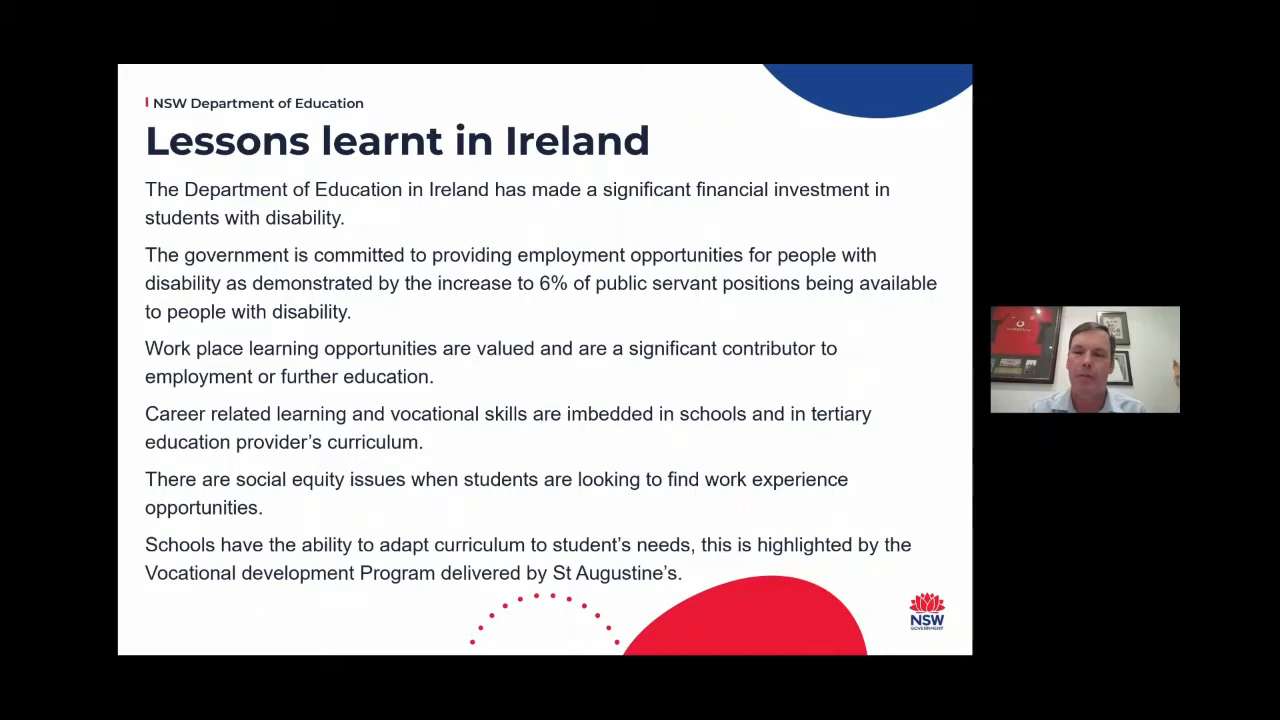 NSW Department of Education
Lessons learnt in Ireland
The Department of Education in Ireland has made a significant financial investment in
students with disability.
The government is committed to providing employment opportunities for people with
disability as demonstrated by the increase to 6% of public servant positions being available
to people with disability.
Work place learning opportunities are valued and are a significant contributor to
employment or further education.
Career related learning and vocational skills are imbedded in schools and in tertiary
education provider’s curriculum.
There are social equity issues when students are looking to find work experience
opportunities.
Schools have the ability to adapt curriculum to student’s needs, this is highlighted by the
Vocational development Program delivered by St Augustine’s.
NSW
GOVERNMENT